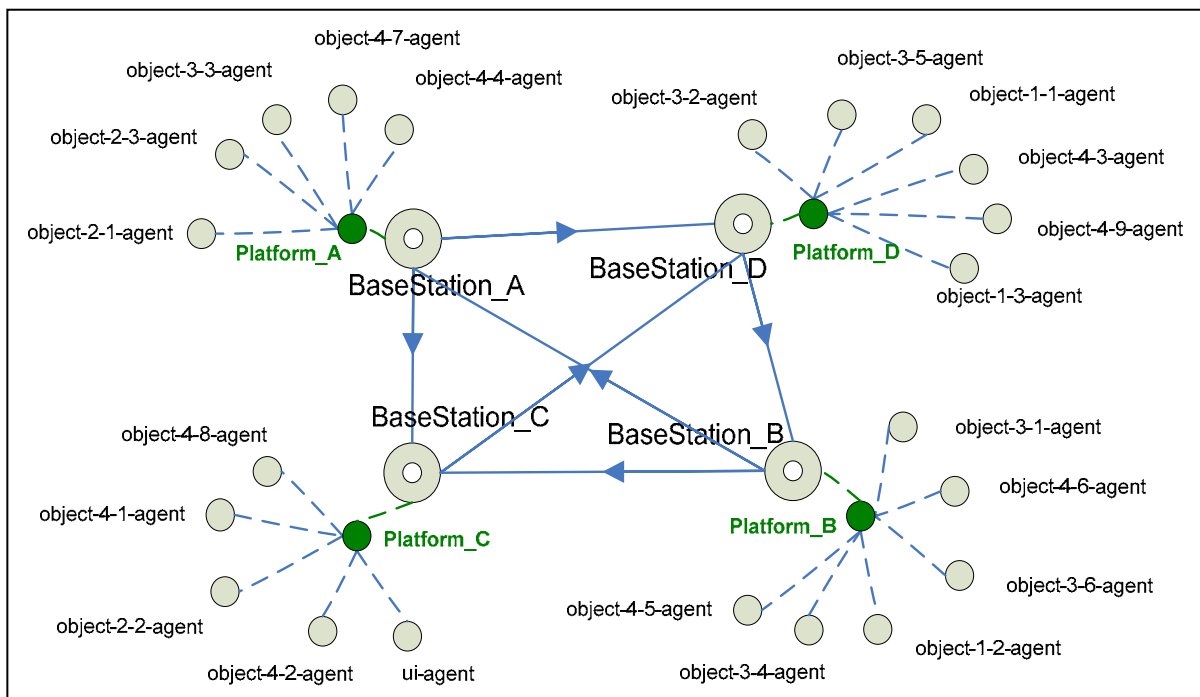 object-4-7-agent
object-3-5-agent
object-3-3-agent
object-4-4-agent
object-3-2-agent
object-1-1-agent
object-2-3-agent
object-4-3-agent
object-2-1-agent
object-4-9-agent
Platform_A
Platform_D
BaseStation_A
BaseStation_D
object-1-3-agent
BaseStation_C
BaseStation_B
object-4-8-agent
object-3-1-agent
object-4-6-agent
object-4-1-agent
Platform_C
Platform_B
object-3-6-agent
object-4-5-agent
object-2-2-agent
object-1-2-agent
object-4-2-agent
ui-agent
object-3-4-agent